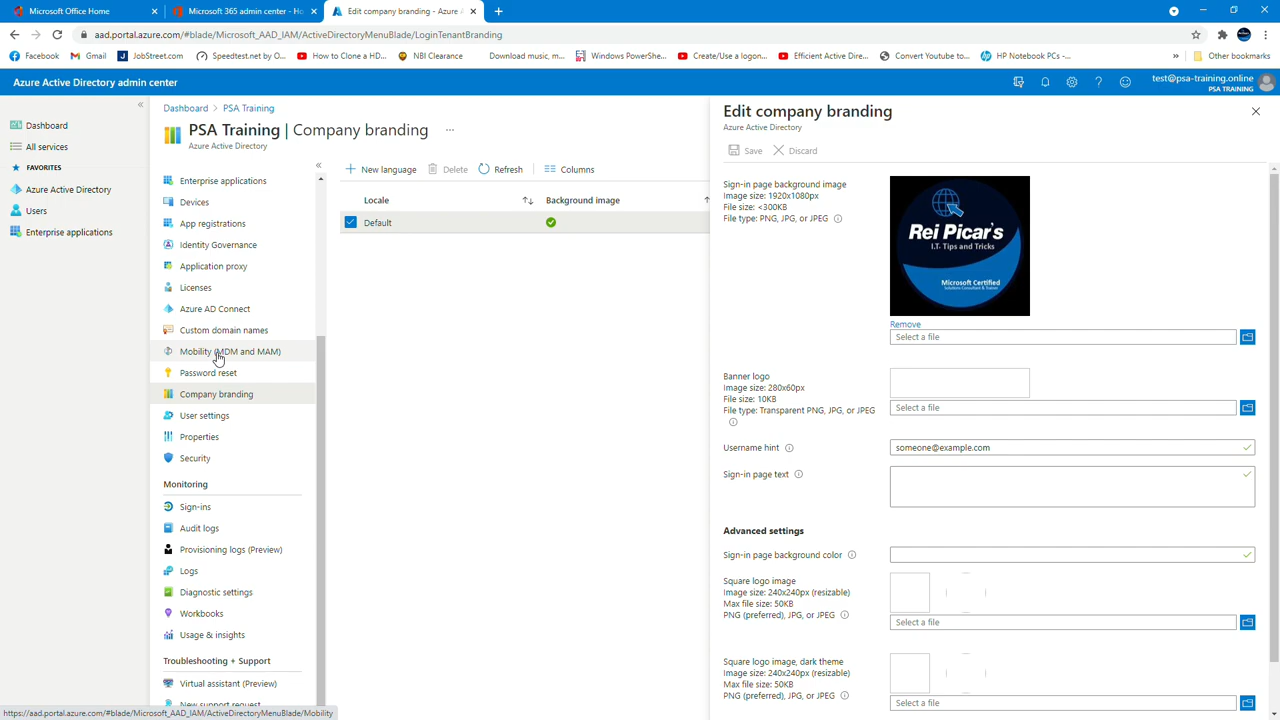 Microsoft Office Home
Microsoft 365 admin center - Ho
Edit company branding - Azure A
aad.portal.azure.com/#blade/Microsoft_AAD_IAM/ActiveDirectoryMenuBlade/LoginTenantBranding
Facebook
Gmail
JobStreet.com
Speedtest.net by O...
How to Clone a HD...
NBI Clearance
Download music, m...
Windows PowerShe...
Create/Use a logon...
Efficient Active Dire...
Convert Youtube to...
HP Notebook PCs -...
»
Other bookmarks
Azure Active Directory admin center
test@psa-training.online
PSA TRAINING
Dashboard
All services
FAVORITES
Azure Active Directory
Users
Enterprise applications
Dashboard > PSA Training
PSA Training | Company branding ...
Azure Active Directory
Enterprise applications
Devices
App registrations
Identity Governance
Application proxy
Licenses
Azure AD Connect
Custom domain names
Mobility (MDM and MAM)
Password reset
Company branding
User settings
Properties
Security
Monitoring
Sign-ins
Audit logs
Provisioning logs (Preview)
Logs
Diagnostic settings
Workbooks
Usage & insights
Troubleshooting + Support
Virtual assistant (Preview)
New support request
https://aad.portal.azure.com/#blade/Microsoft_AAD_IAM/ActiveDirectoryMenuBlade/Mobility
New language
Delete
Refresh
Columns
Locale
Background image
Default
Edit company branding
Azure Active Directory
Save
Discard
Sign-in page background image
Image size: 1920x1080px
File size: <300KB
File type: PNG, JPG, or JPEG
Rei Picar's
I.T. Tips and Tricks
Microsoft Certified
Solutions Consultant & Trainer
Remove
Select a file
Banner logo
Image size: 280x60px
File size: 10KB
File type: Transparent PNG, JPG, or JPEG
Select a file
Username hint
someone@example.com
Sign-in page text
Advanced settings
Sign-in page background color
Square logo image
Image size: 240x240px (resizable)
Max file size: 50KB
PNG (preferred), JPG, or JPEG
Select a file
Square logo image, dark theme
Image size: 240x240px (resizable)
Max file size: 50KB
PNG (preferred), JPG, or JPEG
Select a file